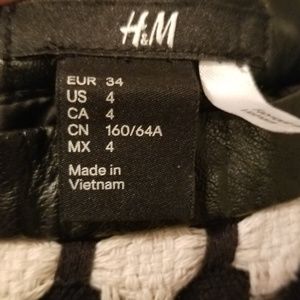 H&M
EUR 34
US 4
CA 4
CN 160/64A
MX 4
Made in
Vietnam